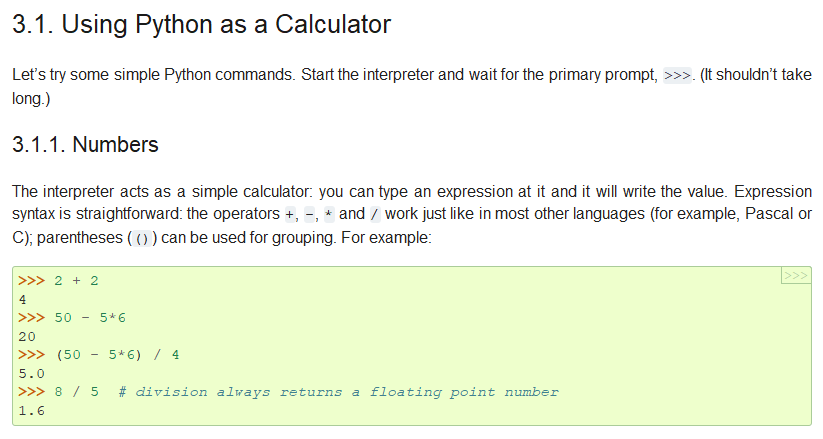 3.1. Using Python as a Calculator
Let’s try some simple Python commands. Start the interpreter and wait for the primary prompt, >>>. (It shouldn’t take
long.)
3.1.1. Numbers
The interpreter acts as a simple calculator: you can type an expression at it and it will write the value. Expression
syntax is straightforward: the operators +, -, * and / work just like in most other languages (for example, Pascal or
C); parentheses (()) can be used for grouping. For example:
>>>
>>> 2 + 2
4
>>> 50 - 5*6
20
>>> (50 - 5*6) / 4
5.0
>>> 8 / 5  # division always returns a floating point number
1.6